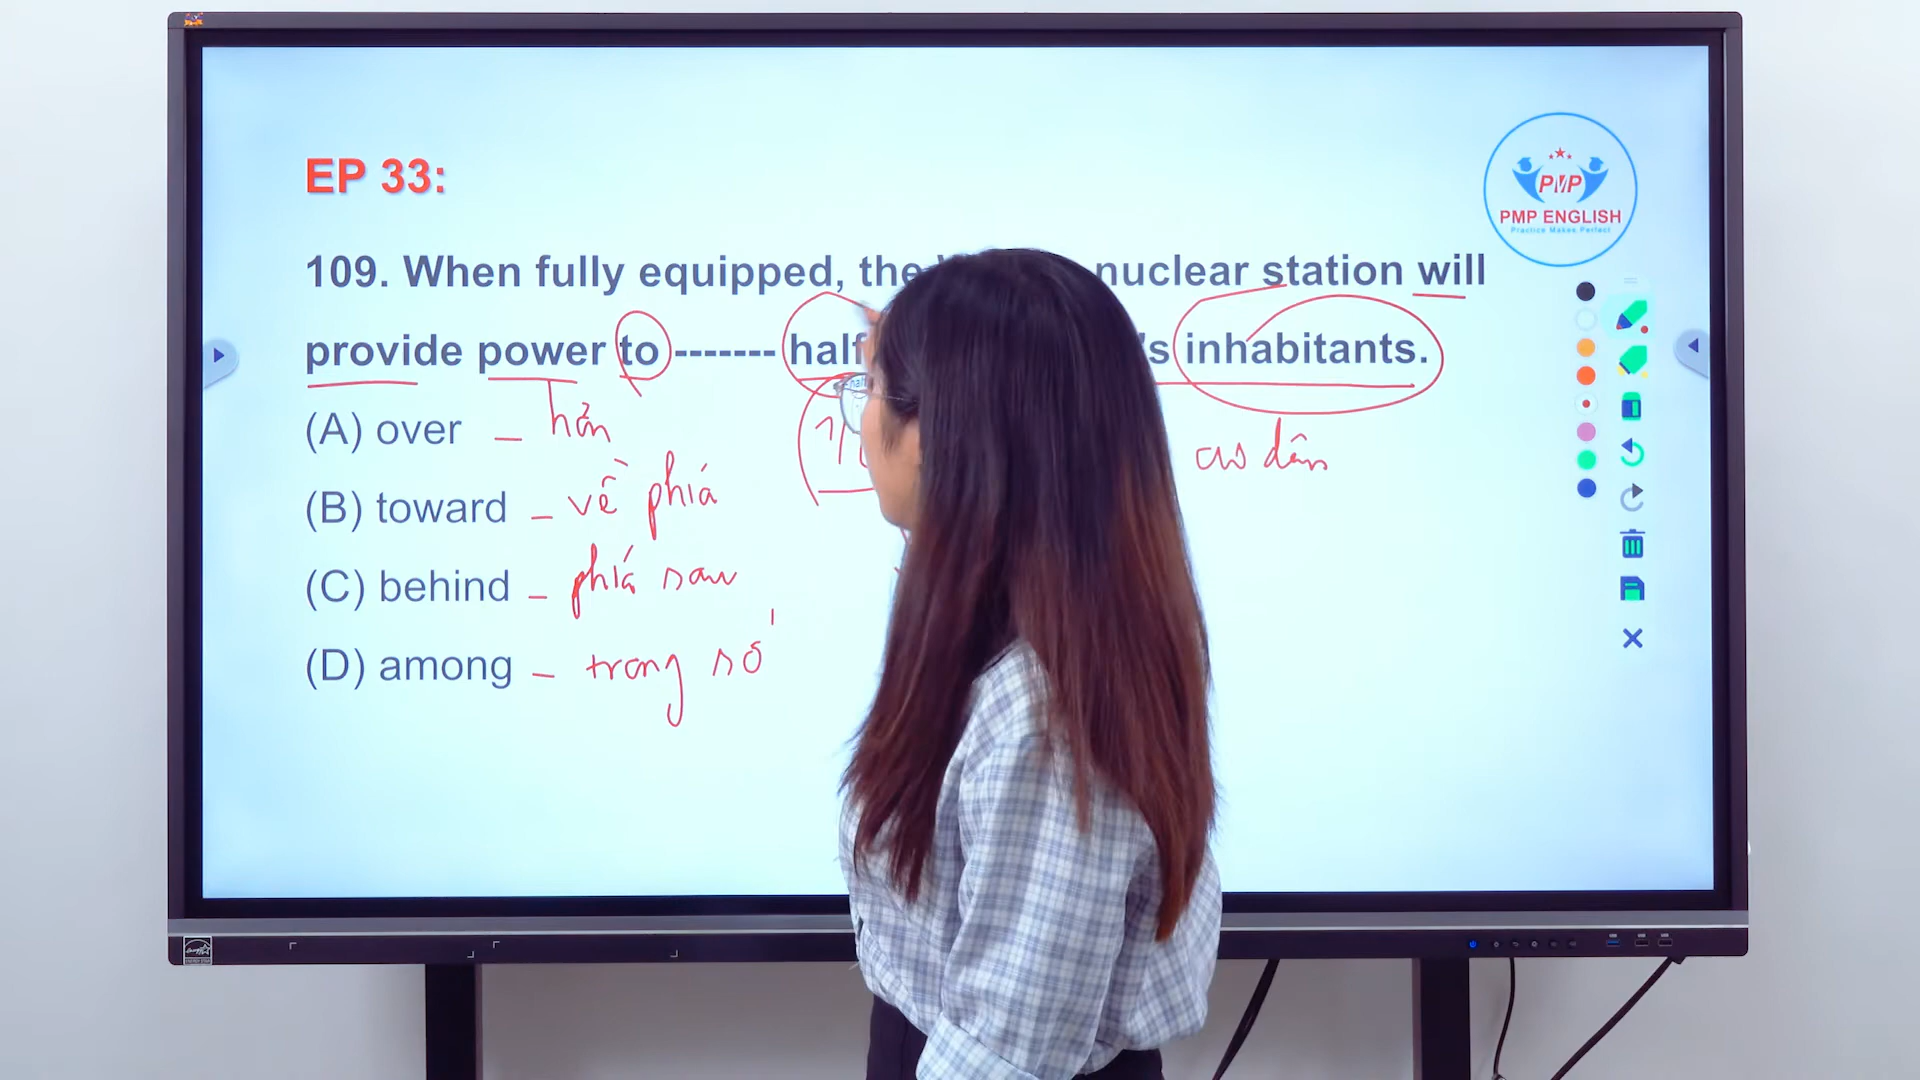 EP 33:
PMP
PMP ENGLISH
Practice Makes Perfect
109. When fully equipped, the nuclear station will
provide power to ------- half 's inhabitants.
(A) over – hơn
(B) toward – về phía
cư dân
(C) behind – phía sau
(D) among – trong số